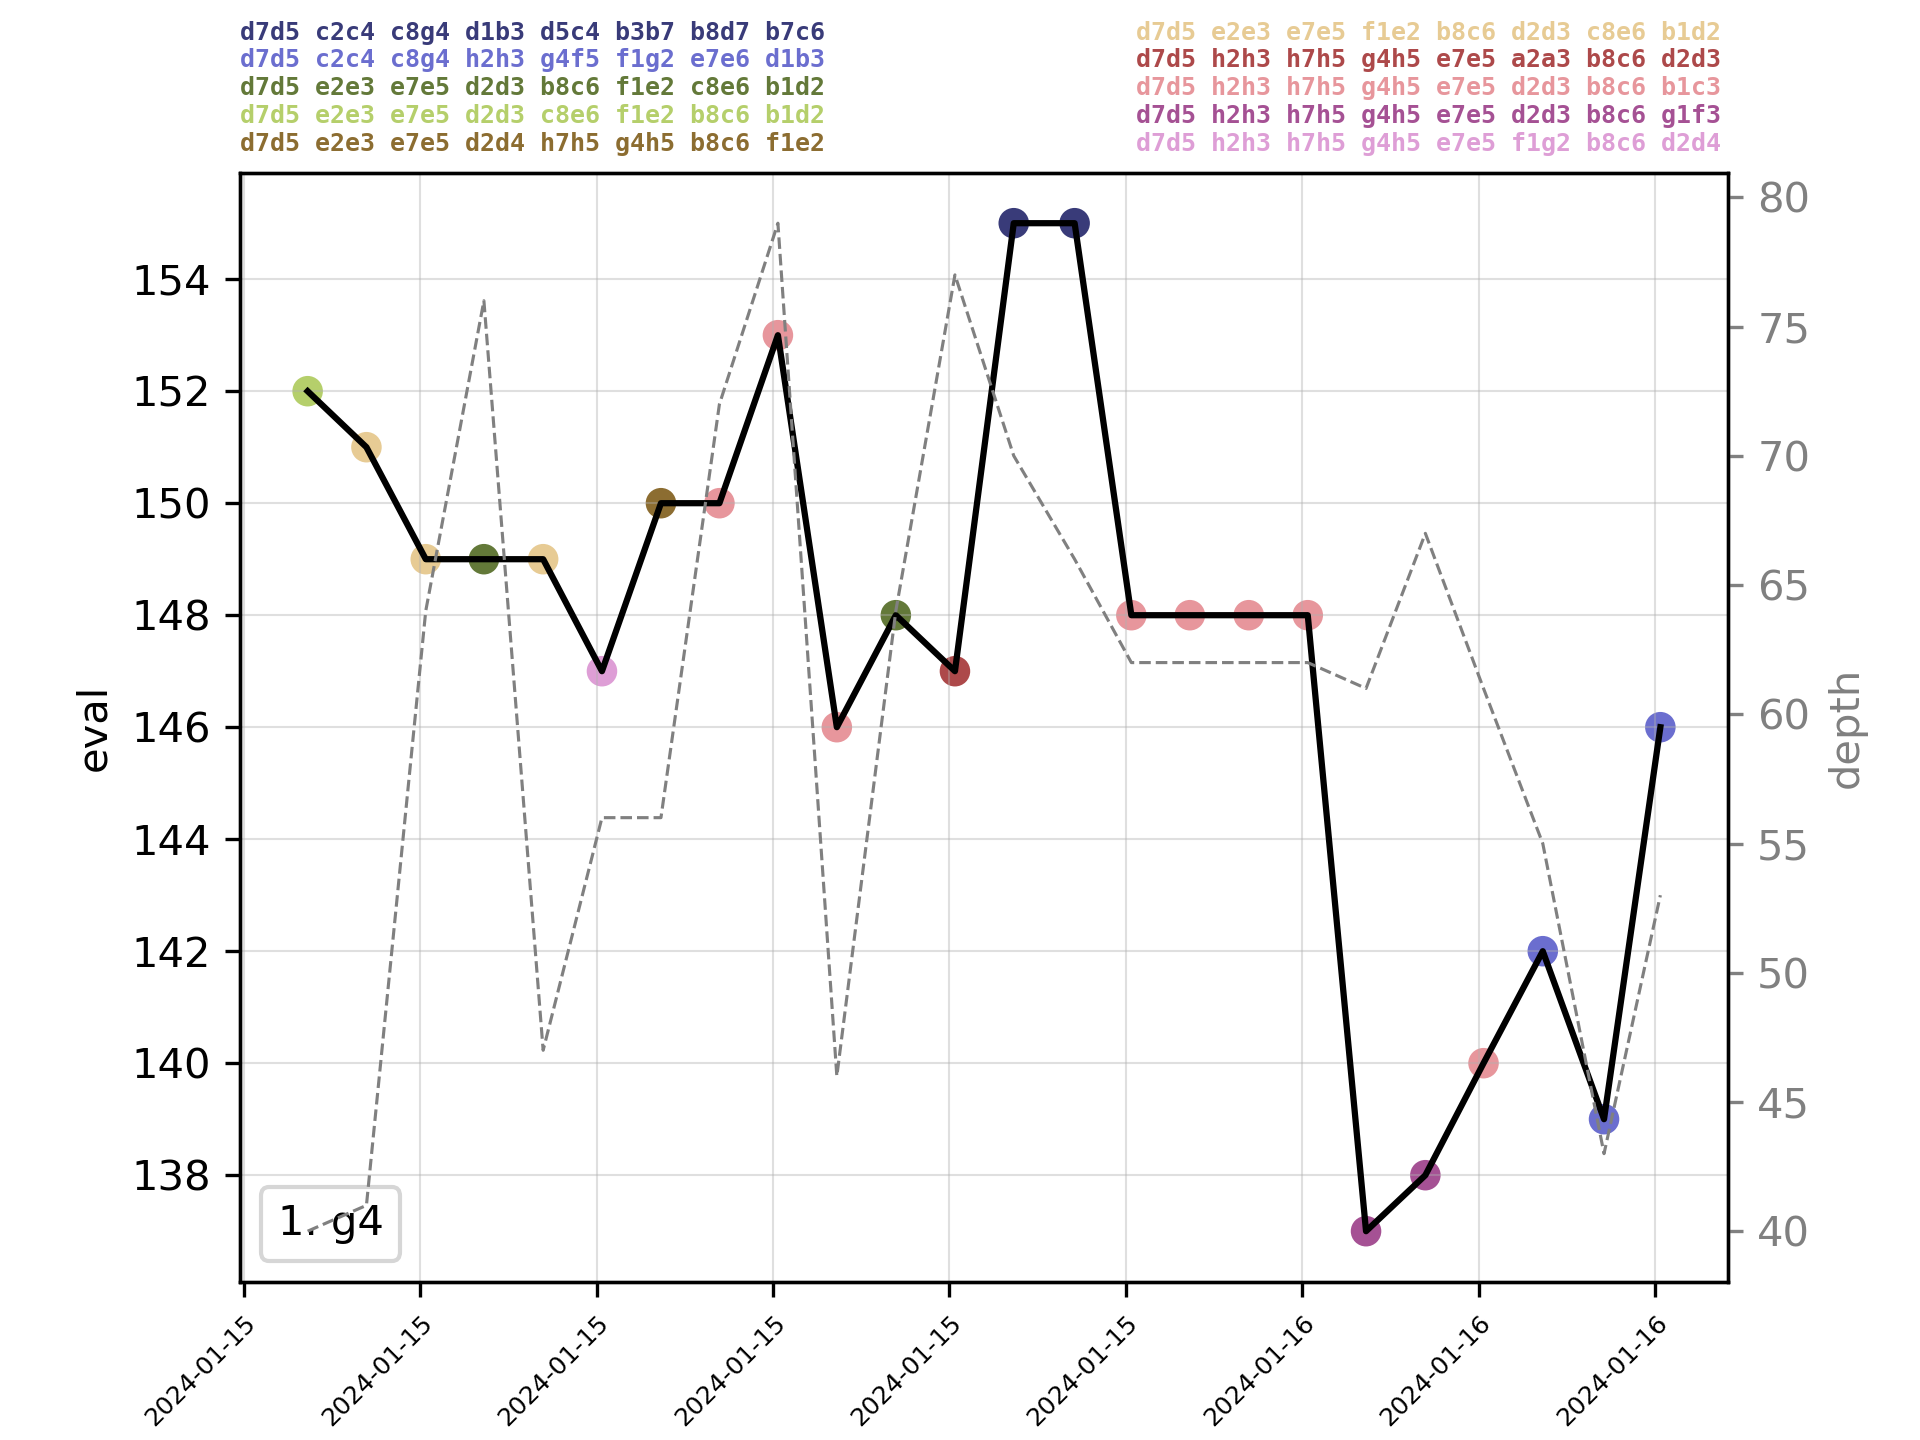 d7d5 c2c4 c8g4 d1b3 d5c4 b3b7 b8d7 b7c6
d7d5 c2c4 c8g4 h2h3 g4f5 f1g2 e7e6 d1b3
d7d5 e2e3 e7e5 d2d3 b8c6 f1e2 c8e6 b1d2
d7d5 e2e3 e7e5 d2d3 c8e6 f1e2 b8c6 b1d2
d7d5 e2e3 e7e5 d2d4 h7h5 g4h5 b8c6 f1e2
d7d5 e2e3 e7e5 f1e2 b8c6 d2d3 c8e6 b1d2
d7d5 h2h3 h7h5 g4h5 e7e5 a2a3 b8c6 d2d3
d7d5 h2h3 h7h5 g4h5 e7e5 d2d3 b8c6 b1c3
d7d5 h2h3 h7h5 g4h5 e7e5 d2d3 b8c6 g1f3
d7d5 h2h3 h7h5 g4h5 e7e5 f1g2 b8c6 d2d4
154
152
150
148
146
144
142
140
138
eval
80
75
70
65
60
55
50
45
40
depth
1. g4
2024-01-15
2024-01-15
2024-01-15
2024-01-15
2024-01-15
2024-01-15
2024-01-16
2024-01-16
2024-01-16